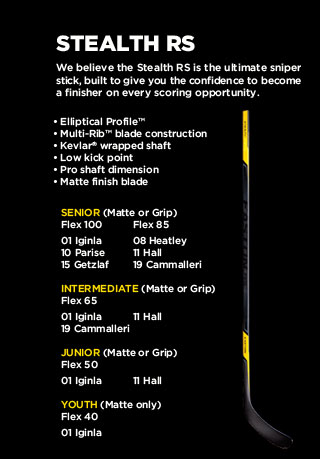 STEALTH RS
We believe the Stealth RS is the ultimate sniper
stick, built to give you the confidence to become
a finisher on every scoring opportunity.
• Elliptical Profile™
• Multi-Rib™ blade construction
• Kevlar® wrapped shaft
• Low kick point
• Pro shaft dimension
• Matte finish blade
SENIOR (Matte or Grip)
Flex 100 Flex 85
01 Iginla 08 Heatley
10 Parise 11 Hall
15 Getzlaf 19 Cammalleri
INTERMEDIATE (Matte or Grip)
Flex 65
01 Iginla 11 Hall
19 Cammalleri
JUNIOR (Matte or Grip)
Flex 50
01 Iginla 11 Hall
YOUTH (Matte only)
Flex 40
01 Iginla